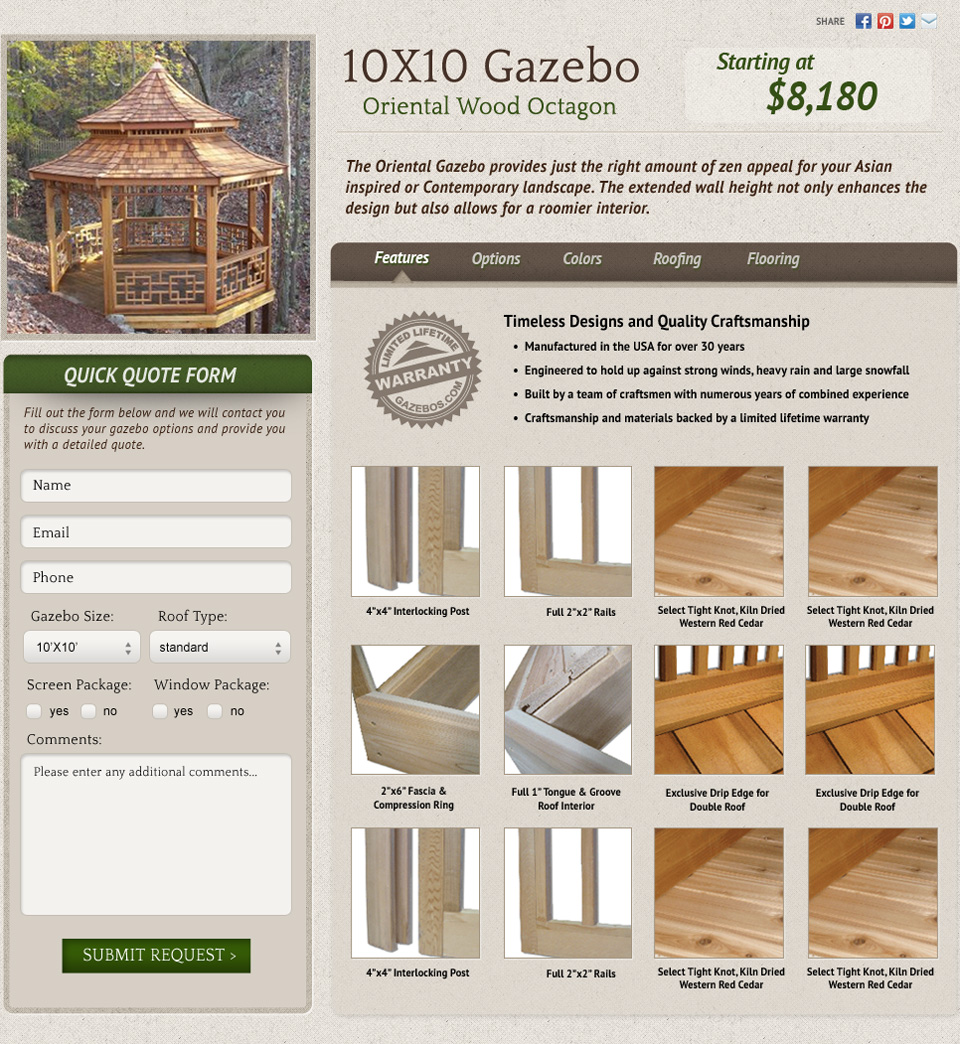 SHARE
10X10 Gazebo
Oriental Wood Octagon
Starting at
$8,180
The Oriental Gazebo provides just the right amount of zen appeal for your Asian
inspired or Contemporary landscape. The extended wall height not only enhances the
design but also allows for a roomier interior.
Features Options Colors Roofing Flooring
LIMITED LIFETIME
WARRANTY
GAZEBOS.COM
Timeless Designs and Quality Craftsmanship
• Manufactured in the USA for over 30 years
• Engineered to hold up against strong winds, heavy rain and large snowfall
• Built by a team of craftsmen with numerous years of combined experience
• Craftsmanship and materials backed by a limited lifetime warranty
4"x4" Interlocking Post
Full 2"x2" Rails
Select Tight Knot, Kiln Dried
Western Red Cedar
Select Tight Knot, Kiln Dried
Western Red Cedar
2"x6" Fascia &
Compression Ring
Full 1" Tongue & Groove
Roof Interior
Exclusive Drip Edge for
Double Roof
Exclusive Drip Edge for
Double Roof
4"x4" Interlocking Post
Full 2"x2" Rails
Select Tight Knot, Kiln Dried
Western Red Cedar
Select Tight Knot, Kiln Dried
Western Red Cedar
QUICK QUOTE FORM
Fill out the form below and we will contact you
to discuss your gazebo options and provide you
with a detailed quote.
Name
Email
Phone
Gazebo Size: Roof Type:
10'X10' standard
Screen Package: Window Package:
yes no yes no
Comments:
Please enter any additional comments...
SUBMIT REQUEST >